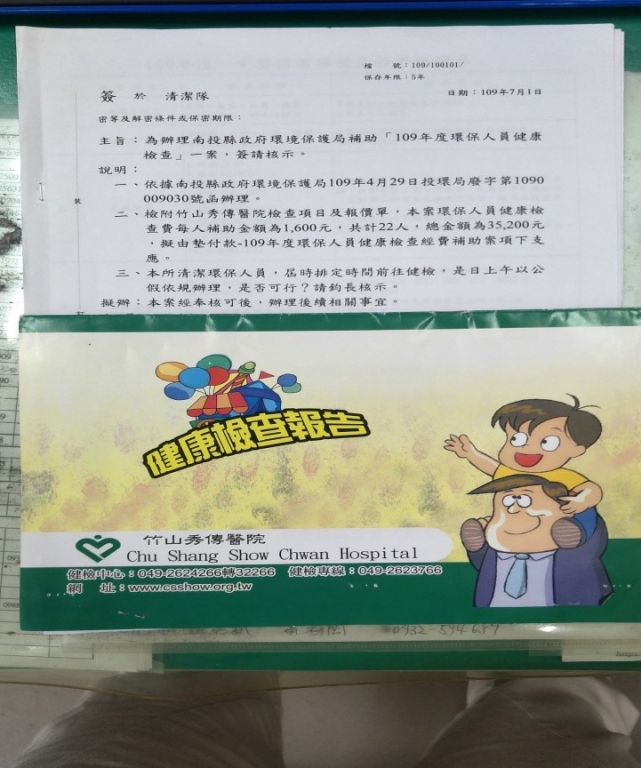 檔　號：109/100101/
保存年限：5年
簽 於 清潔隊
日期：109年7月1日
密等及解密條件或保密期限：
主旨：為辦理南投縣政府環境保護局補助「109年度環保人員健康
檢查」一案，簽請核示。
說明：
一、依據南投縣政府環境保護局109年4月29日投環局廢字第1090
009030號函辦理。
二、檢附竹山秀傳醫院檢查項目及報價單，本案環保人員健康檢
查費每人補助金額為1,600元，共計22人，總金額為35,200
元，擬由墊付款-109年度環保人員健康檢查經費補助案項下支
應。
三、本所清潔環保人員，屆時排定時間前往健檢，是日上午以公
假依規辦理，是否可行？請鈞長核示。
擬辦：本案經奉核可後，辦理後續相關事宜。
裝
健康檢查報告
竹山秀傳醫院
Chu Shang Show Chwan Hospital
健檢中心：049-2624266轉32266　健檢專線：049-2623766
網　址：www.cashow.org.tw